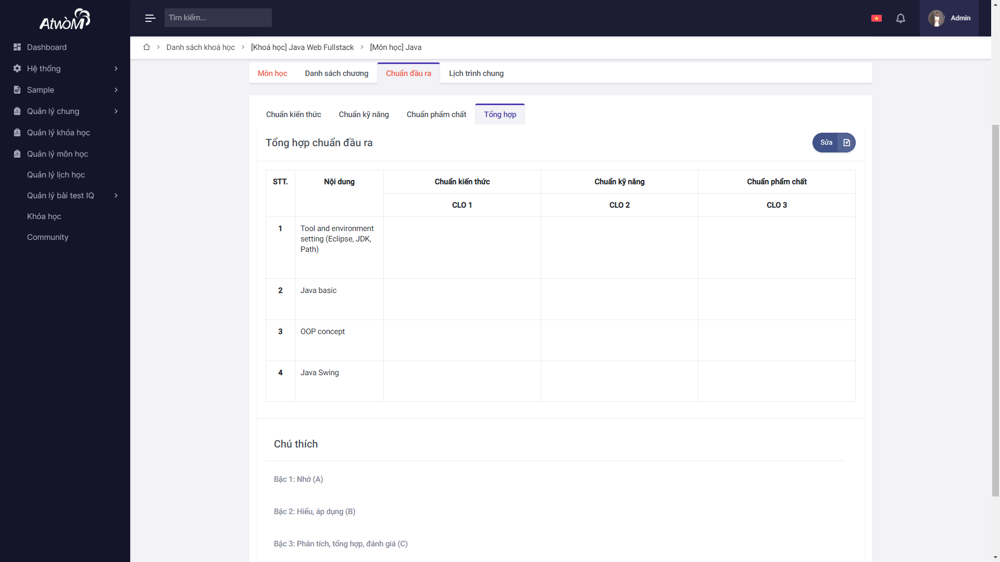 AtwòM
Dashboard
Hệ thống
Sample
Quản lý chung
Quản lý khóa học
Quản lý môn học
Quản lý lịch học
Quản lý bài test IQ
Khóa học
Community
Tìm kiếm...
Admin
Danh sách khoá học
[Khoá học] Java Web Fullstack
[Môn học] Java
Môn học
Danh sách chương
Chuẩn đầu ra
Lịch trình chung
Chuẩn kiến thức
Chuẩn kỹ năng
Chuẩn phẩm chất
Tổng hợp
Tổng hợp chuẩn đầu ra
Sửa
STT.
Nội dung
Chuẩn kiến thức
Chuẩn kỹ năng
Chuẩn phẩm chất
CLO 1
CLO 2
CLO 3
1
Tool and environment
setting (Eclipse, JDK,
Path)
2
Java basic
3
OOP concept
4
Java Swing
Chú thích
Bậc 1: Nhớ (A)
Bậc 2: Hiểu, áp dụng (B)
Bậc 3: Phân tích, tổng hợp, đánh giá (C)